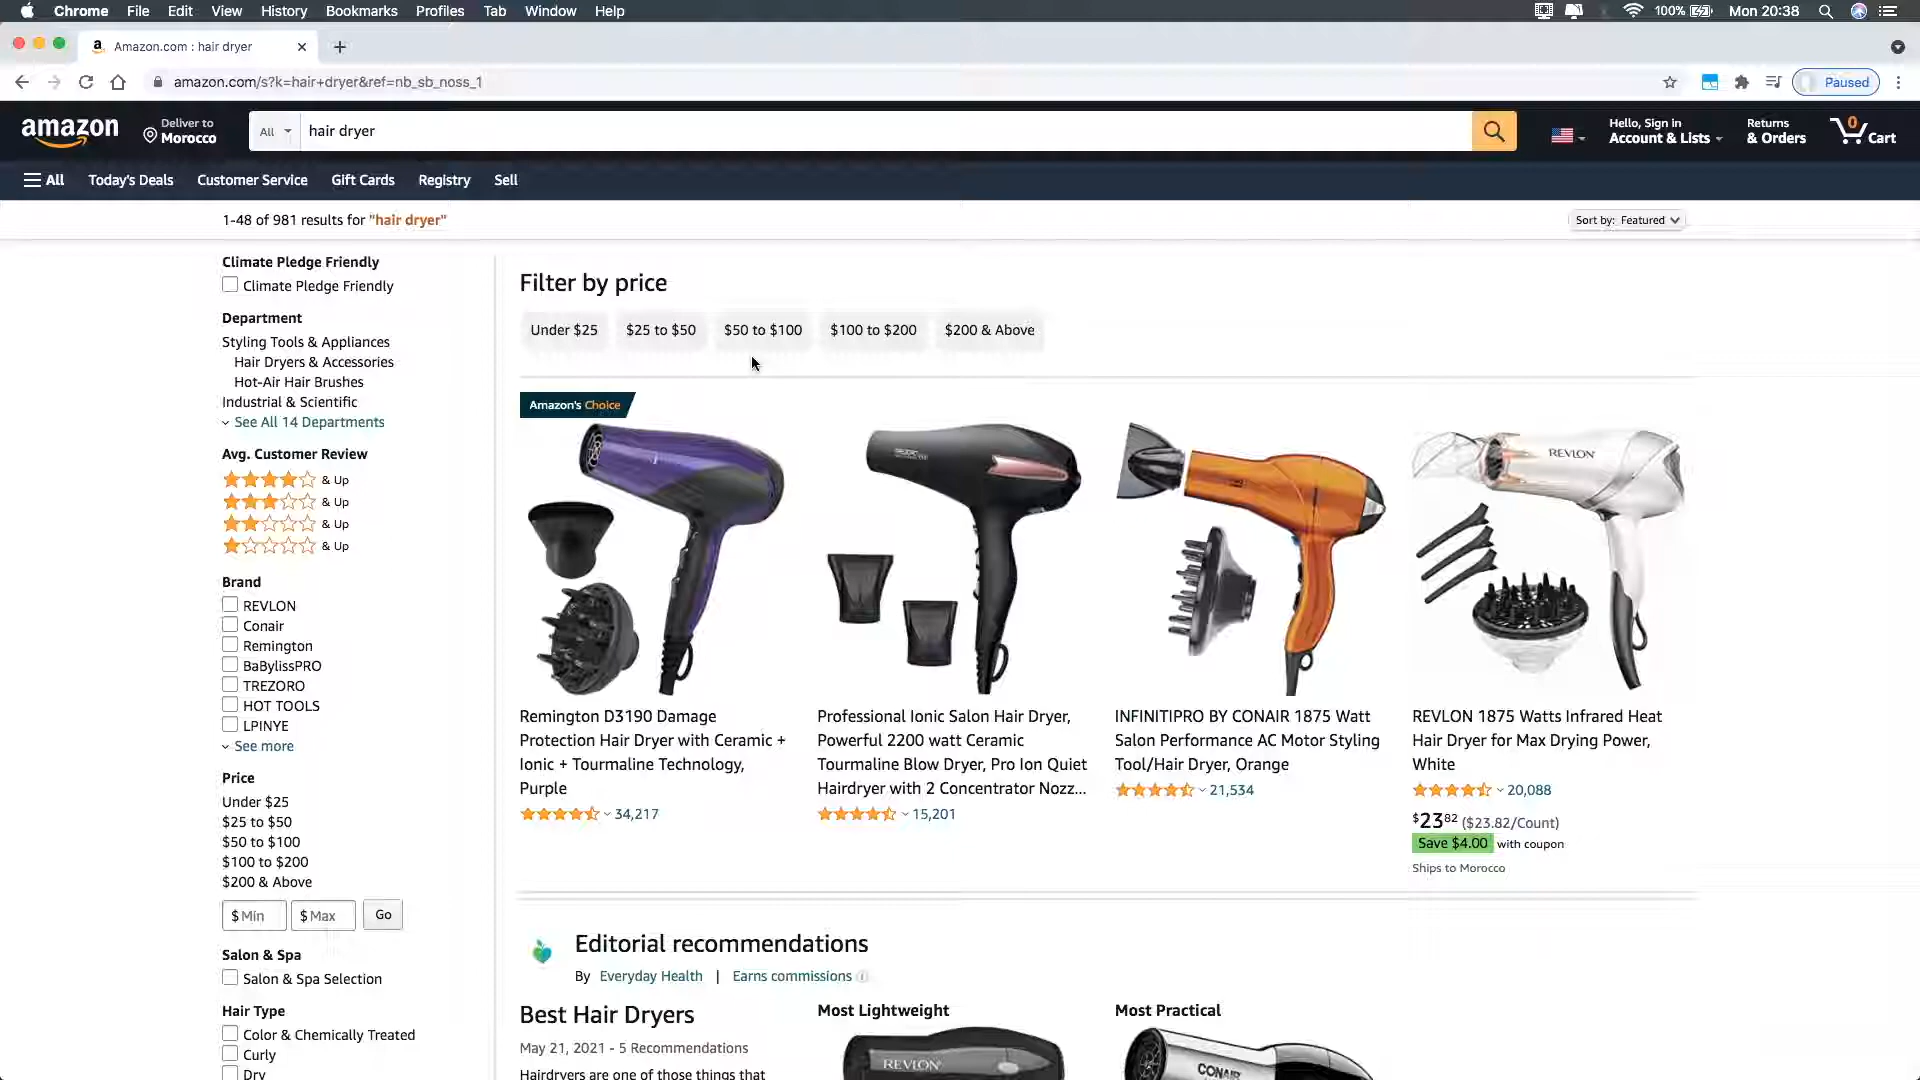 Chrome File Edit View History Bookmarks Profiles Tab Window Help 100% Mon 20:38
Amazon.com : hair dryer
amazon.com/s?k=hair+dryer&ref=nb_sb_noss_1 Paused
amazon Deliver to Morocco All hair dryer Hello, Sign in Account & Lists Returns & Orders 0 Cart
All Today's Deals Customer Service Gift Cards Registry Sell
1-48 of 981 results for "hair dryer" Sort by: Featured
Climate Pledge Friendly
Climate Pledge Friendly
Department
Styling Tools & Appliances
Hair Dryers & Accessories
Hot-Air Hair Brushes
Industrial & Scientific
See All 14 Departments
Avg. Customer Review
& Up
& Up
& Up
& Up
Brand
REVLON
Conair
Remington
BaBylissPRO
TREZORO
HOT TOOLS
LPINYE
See more
Price
Under $25
$25 to $50
$50 to $100
$100 to $200
$200 & Above
$ Min $ Max Go
Salon & Spa
Salon & Spa Selection
Hair Type
Color & Chemically Treated
Curly
Dry
Filter by price
Under $25 $25 to $50 $50 to $100 $100 to $200 $200 & Above
Amazon's Choice
REVLON
Remington D3190 Damage
Protection Hair Dryer with Ceramic +
Ionic + Tourmaline Technology,
Purple
34,217
Professional Ionic Salon Hair Dryer,
Powerful 2200 watt Ceramic
Tourmaline Blow Dryer, Pro Ion Quiet
Hairdryer with 2 Concentrator Nozz...
15,201
INFINITIPRO BY CONAIR 1875 Watt
Salon Performance AC Motor Styling
Tool/Hair Dryer, Orange
21,534
REVLON 1875 Watts Infrared Heat
Hair Dryer for Max Drying Power,
White
20,088
$23 82 ($23.82/Count)
Save $4.00 with coupon
Ships to Morocco
Editorial recommendations
By Everyday Health | Earns commissions
Best Hair Dryers
May 21, 2021 - 5 Recommendations
Hairdryers are one of those things that
Most Lightweight
REVLON
Most Practical
CONAIR